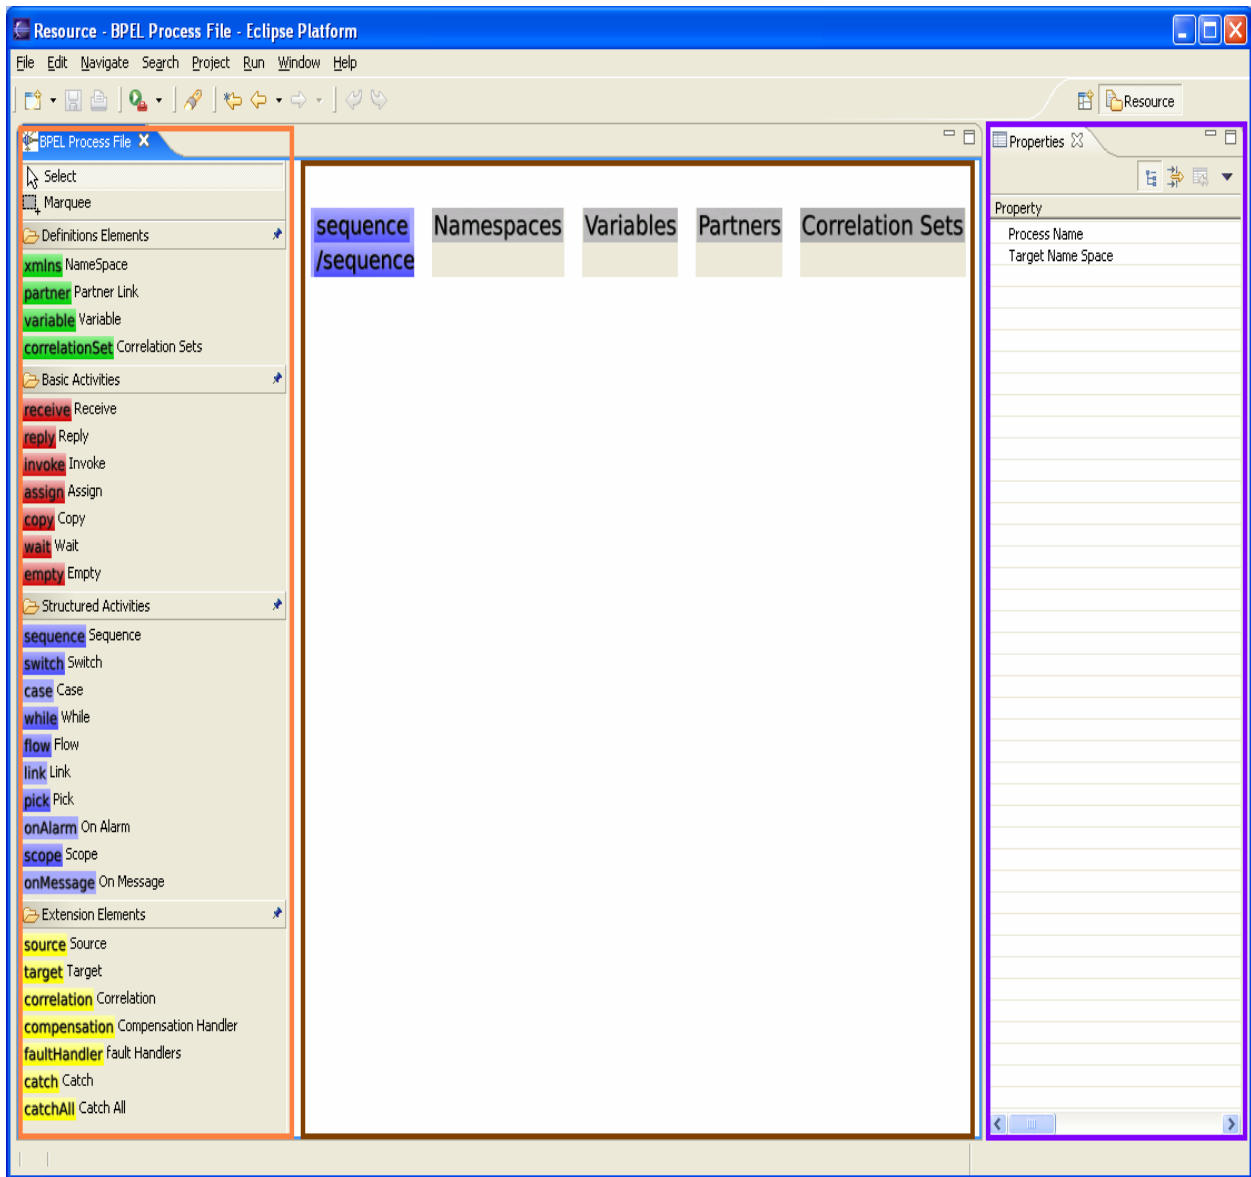 Resource - BPEL Process File - Eclipse Platform
File Edit Navigate Search Project Run Window Help
Resource
BPEL Process File
Select
Marquee
Definitions Elements
xmlns NameSpace
partner Partner Link
variable Variable
correlationSet Correlation Sets
Basic Activities
receive Receive
reply Reply
invoke Invoke
assign Assign
copy Copy
wait Wait
empty Empty
Structured Activities
sequence Sequence
switch Switch
case Case
while While
flow Flow
link Link
pick Pick
onAlarm On Alarm
scope Scope
onMessage On Message
Extension Elements
source Source
target Target
correlation Correlation
compensation Compensation Handler
faultHandler fault Handlers
catch Catch
catchAll Catch All
sequence Namespaces Variables Partners Correlation Sets
/sequence
Properties
Property
Process Name
Target Name Space